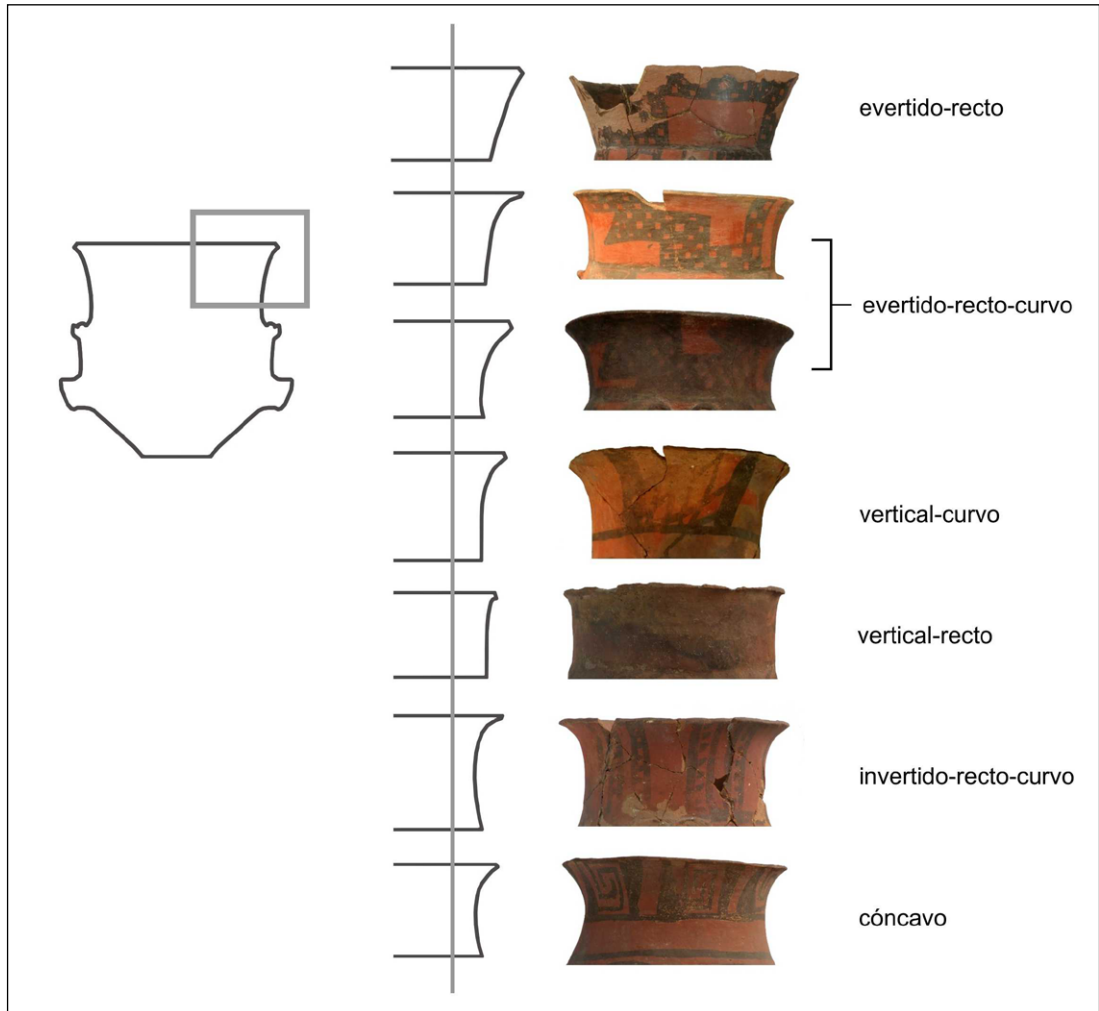 evertido-recto
evertido-recto-curvo
vertical-curvo
vertical-recto
invertido-recto-curvo
cóncavo